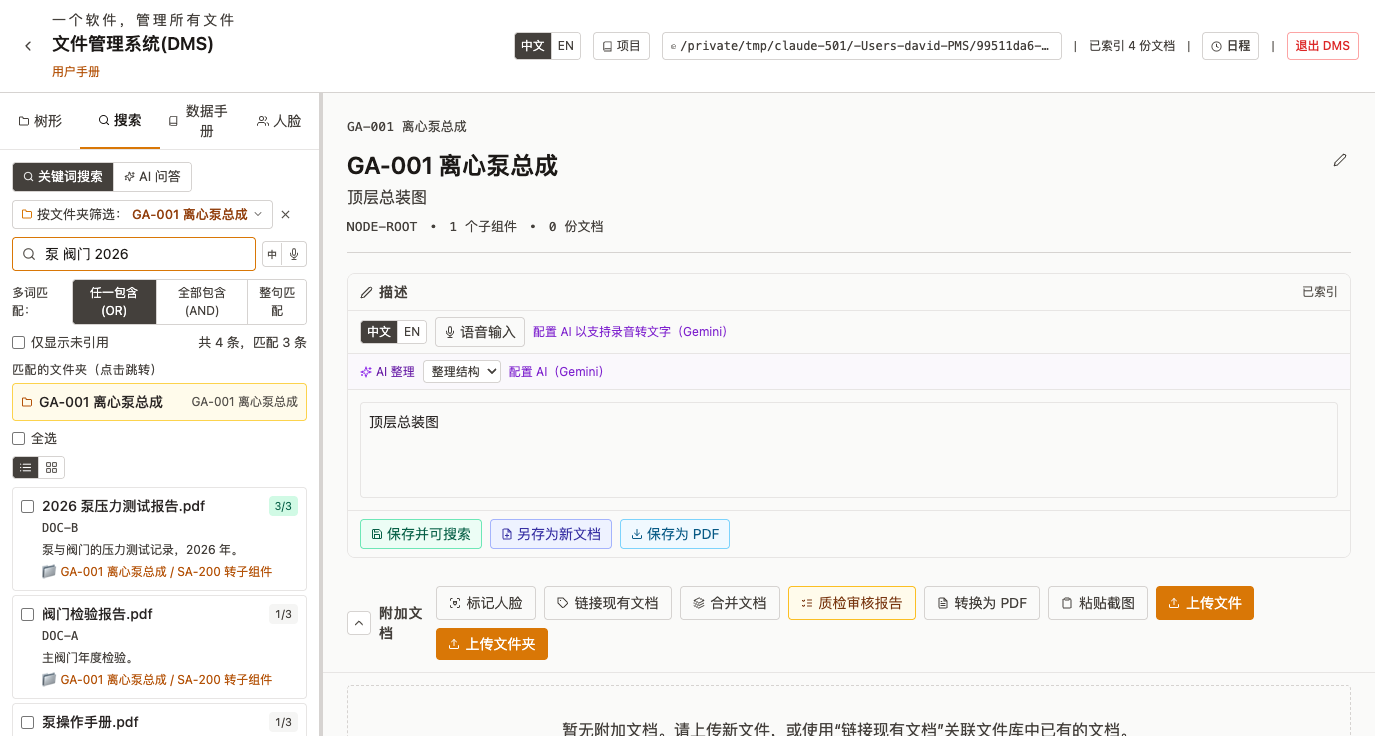 一个软件，管理所有文件
文件管理系统(DMS)
用户手册
中文 EN
项目
/private/tmp/claude-501/-Users-david-PMS/99511da6-…
| 已索引 4 份文档 |
日程
|
退出 DMS
树形
搜索
数据手册
人脸
关键词搜索
AI 问答
按文件夹筛选： GA-001 离心泵总成
泵 阀门 2026
中
多词匹配：
任一包含 (OR)
全部包含 (AND)
整句匹配
仅显示未引用
共 4 条，匹配 3 条
匹配的文件夹（点击跳转）
GA-001 离心泵总成 GA-001 离心泵总成
全选
2026 泵压力测试报告.pdf 3/3
DOC-B
泵与阀门的压力测试记录，2026 年。
GA-001 离心泵总成 / SA-200 转子组件
阀门检验报告.pdf 1/3
DOC-A
主阀门年度检验。
GA-001 离心泵总成 / SA-200 转子组件
泵操作手册.pdf 1/3
GA-001 离心泵总成
GA-001 离心泵总成
顶层总装图
NODE-ROOT • 1 个子组件 • 0 份文档
描述 已索引
中文 EN 语音输入 配置 AI 以支持录音转文字（Gemini）
AI 整理 整理结构 配置 AI（Gemini）
顶层总装图
保存并可搜索 另存为新文档 保存为 PDF
附加文档
标记人脸 链接现有文档 合并文档 质检审核报告 转换为 PDF 粘贴截图 上传文件
上传文件夹
暂无附加文档。请上传新文件，或使用“链接现有文档”关联文件库中已有的文档。